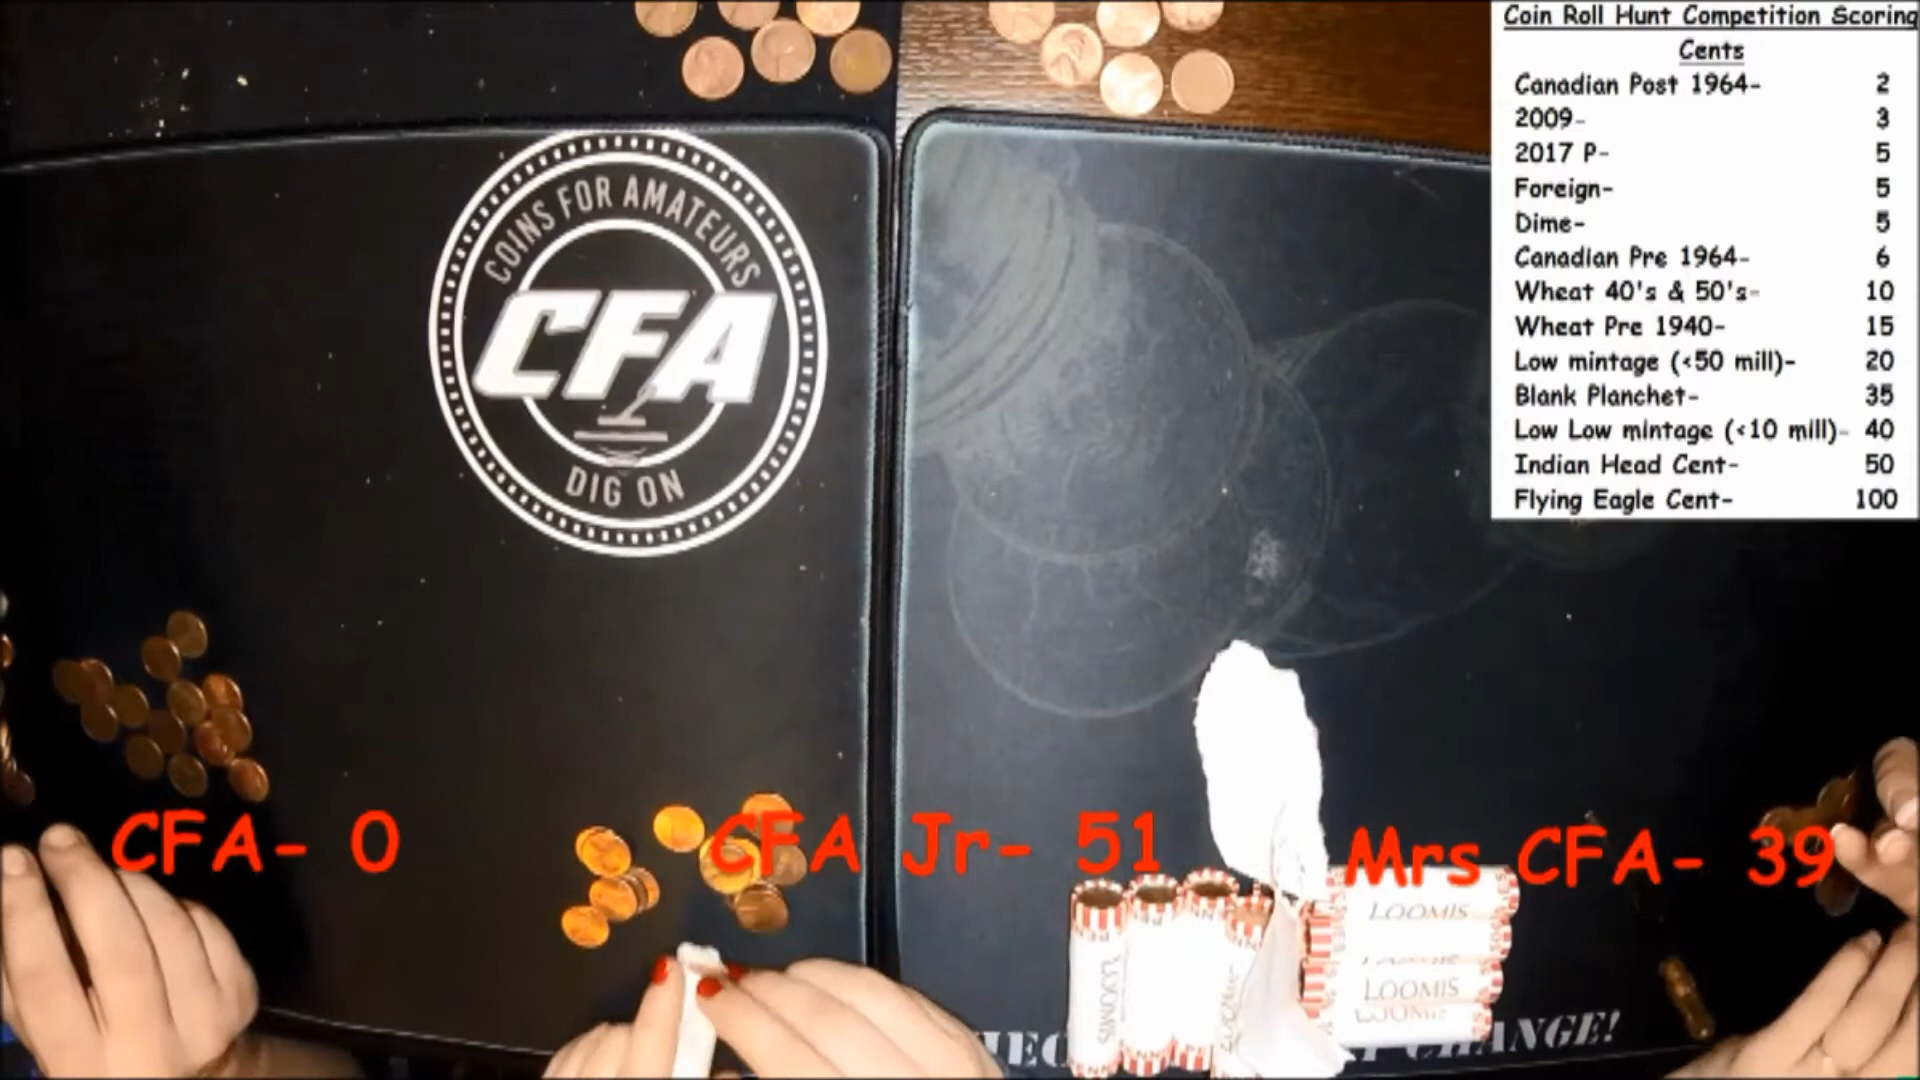 Coin Roll Hunt Competition Scoring
Cents
Canadian Post 1964- 2
2009- 3
2017 P- 5
Foreign- 5
Dime- 5
Canadian Pre 1964- 6
Wheat 40's & 50's- 10
Wheat Pre 1940- 15
Low mintage (<50 mill)- 20
Blank Planchet- 35
Low Low mintage (<10 mill)- 40
Indian Head Cent- 50
Flying Eagle Cent- 100
COINS FOR AMATEURS
CFA
DIG ON
CFA- 0
CFA Jr- 51
Mrs CFA- 39
LOOMIS
LOOMIS
LOOMIS
LOOMIS
CHANGE!